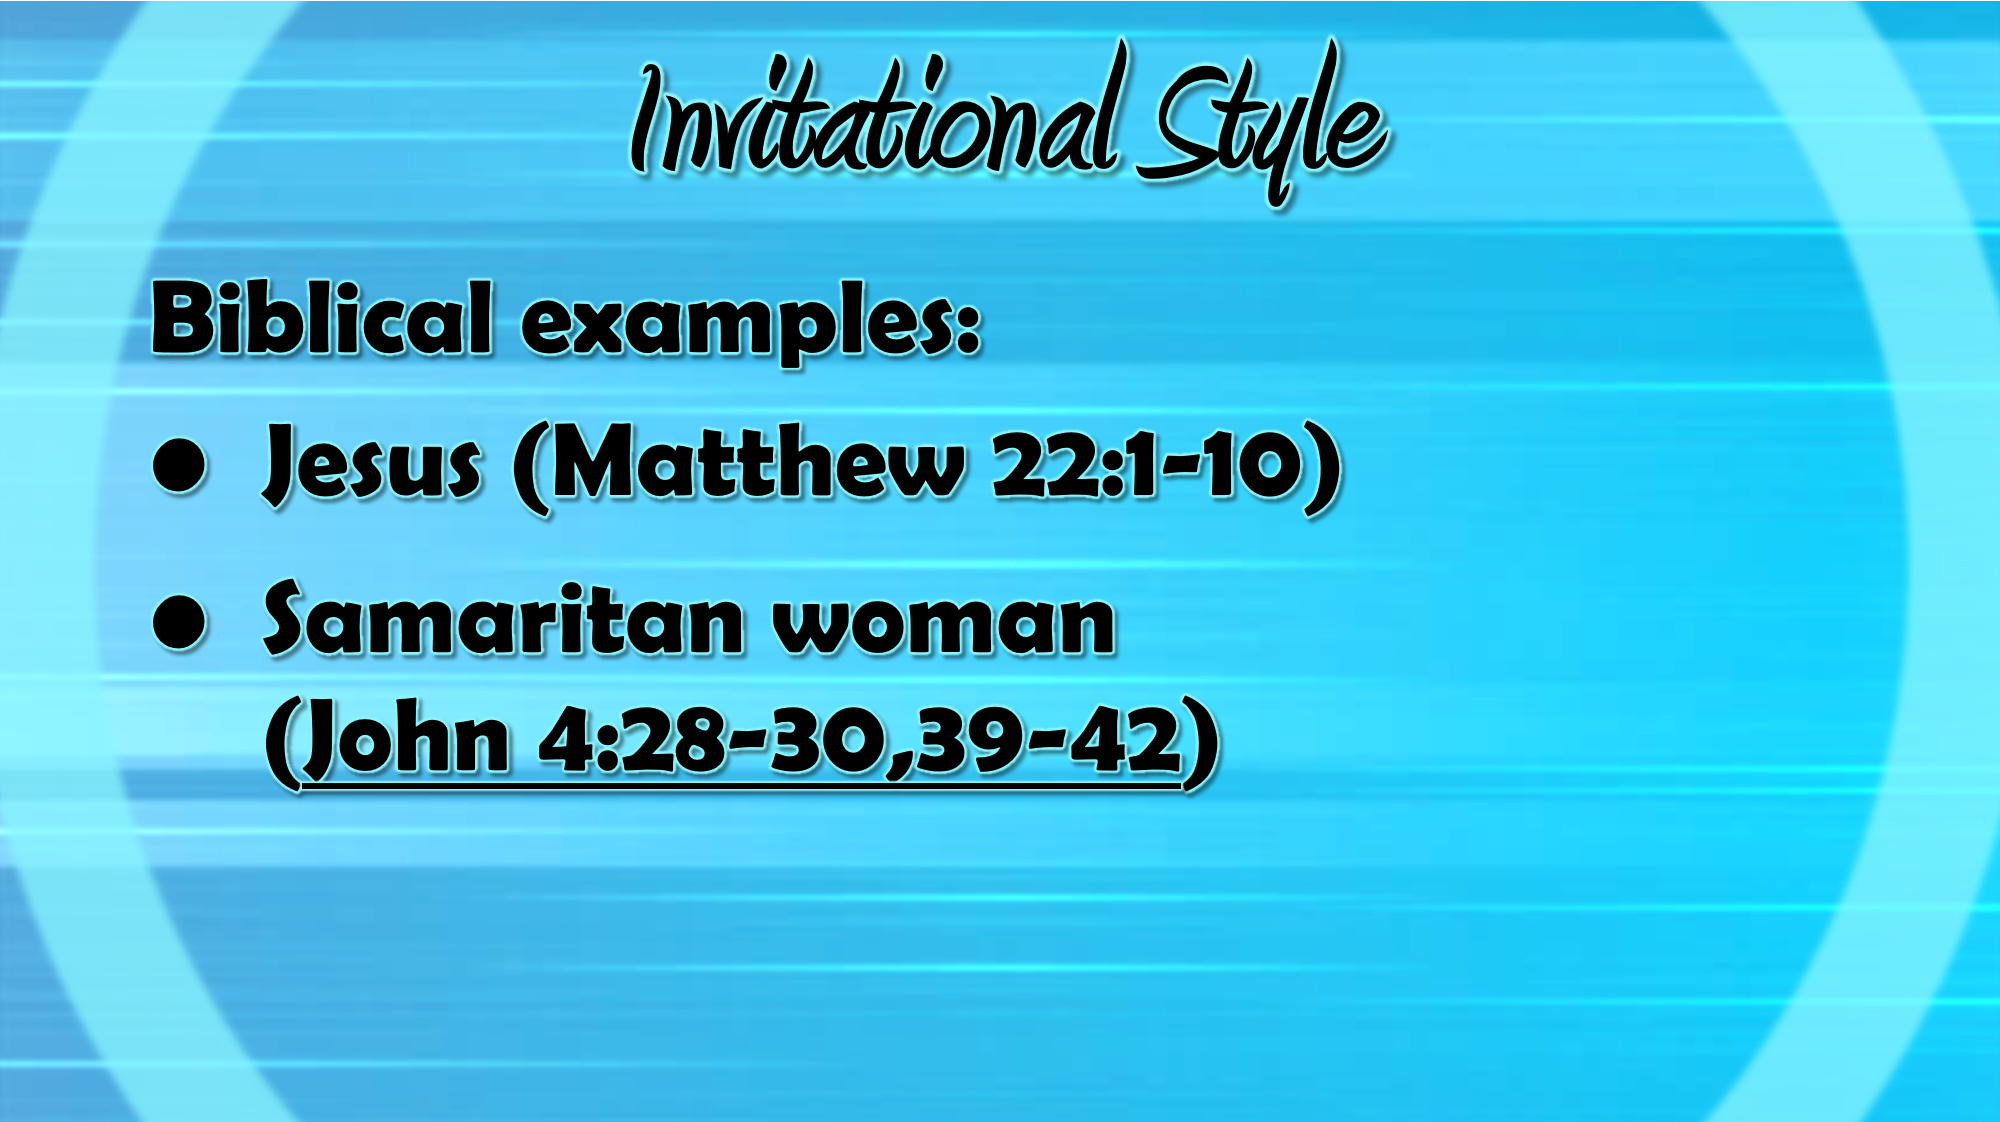 Invitational Style
Biblical examples:
● Jesus (Matthew 22:1-10)
● Samaritan woman
(John 4:28-30,39-42)